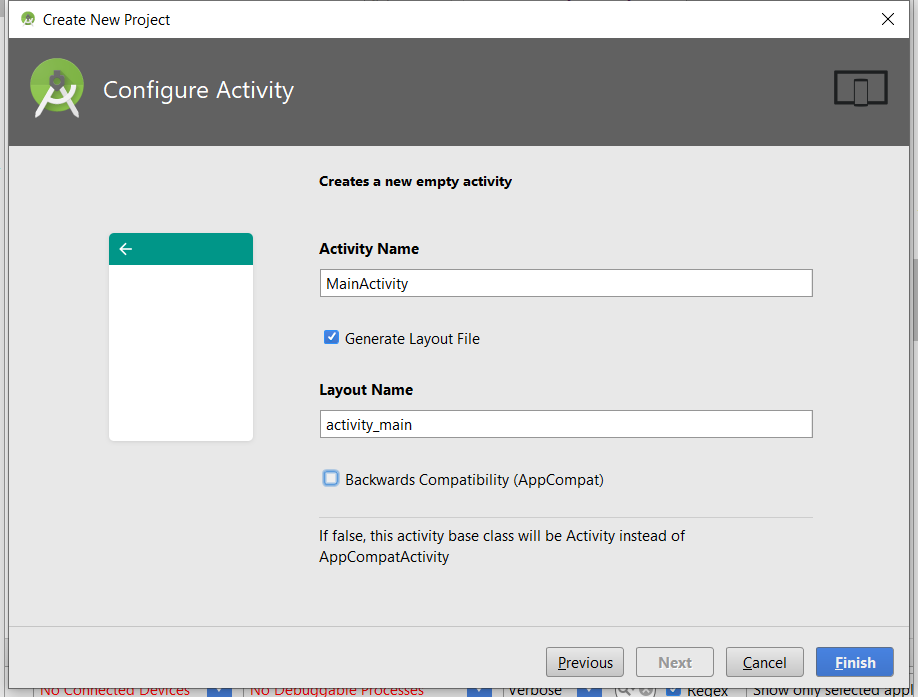 Create New Project
Configure Activity
Creates a new empty activity
Activity Name
MainActivity
Generate Layout File
Layout Name
activity_main
Backwards Compatibility (AppCompat)
If false, this activity base class will be Activity instead of
AppCompatActivity
Previous Next Cancel Finish
No Connected Devices No Debuggable Processes Verbose Regex Show only selected appl